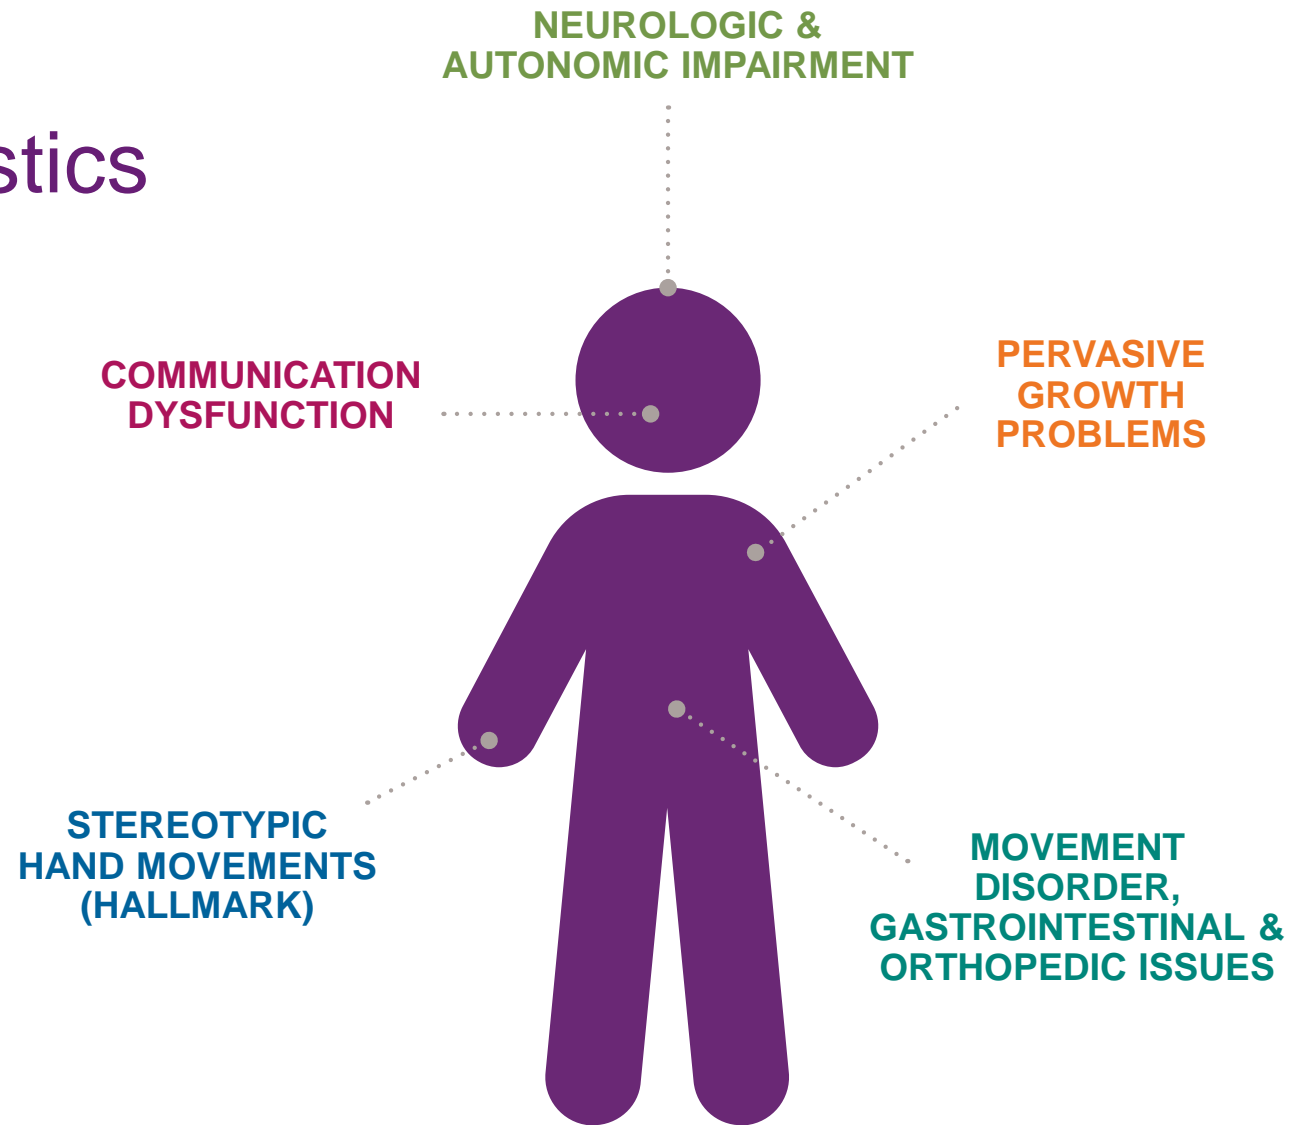 NEUROLOGIC &
AUTONOMIC IMPAIRMENT
stics
COMMUNICATION
DYSFUNCTION
PERVASIVE
GROWTH
PROBLEMS
STEREOTYPIC
HAND MOVEMENTS
(HALLMARK)
MOVEMENT
DISORDER,
GASTROINTESTINAL &
ORTHOPEDIC ISSUES